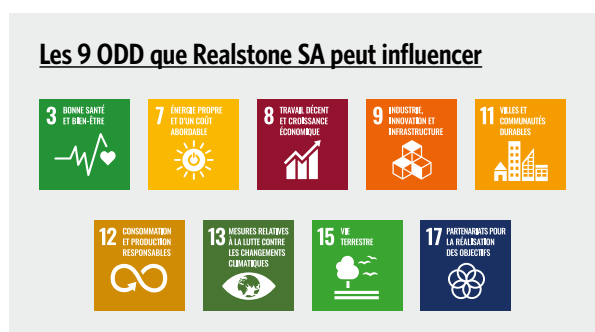 Les 9 ODD que Realstone SA peut influencer
3 BONNE SANTÉ
ET BIEN-ÊTRE
7 ÉNERGIE PROPRE
ET D'UN COÛT
ABORDABLE
8 TRAVAIL DÉCENT
ET CROISSANCE
ÉCONOMIQUE
9 INDUSTRIE,
INNOVATION ET
INFRASTRUCTURE
11 VILLES ET
COMMUNAUTÉS
DURABLES
12 CONSOMMATION
ET PRODUCTION
RESPONSABLES
13 MESURES RELATIVES
À LA LUTTE CONTRE
LES CHANGEMENTS
CLIMATIQUES
15 VIE
TERRESTRE
17 PARTENARIATS POUR
LA RÉALISATION
DES OBJECTIFS